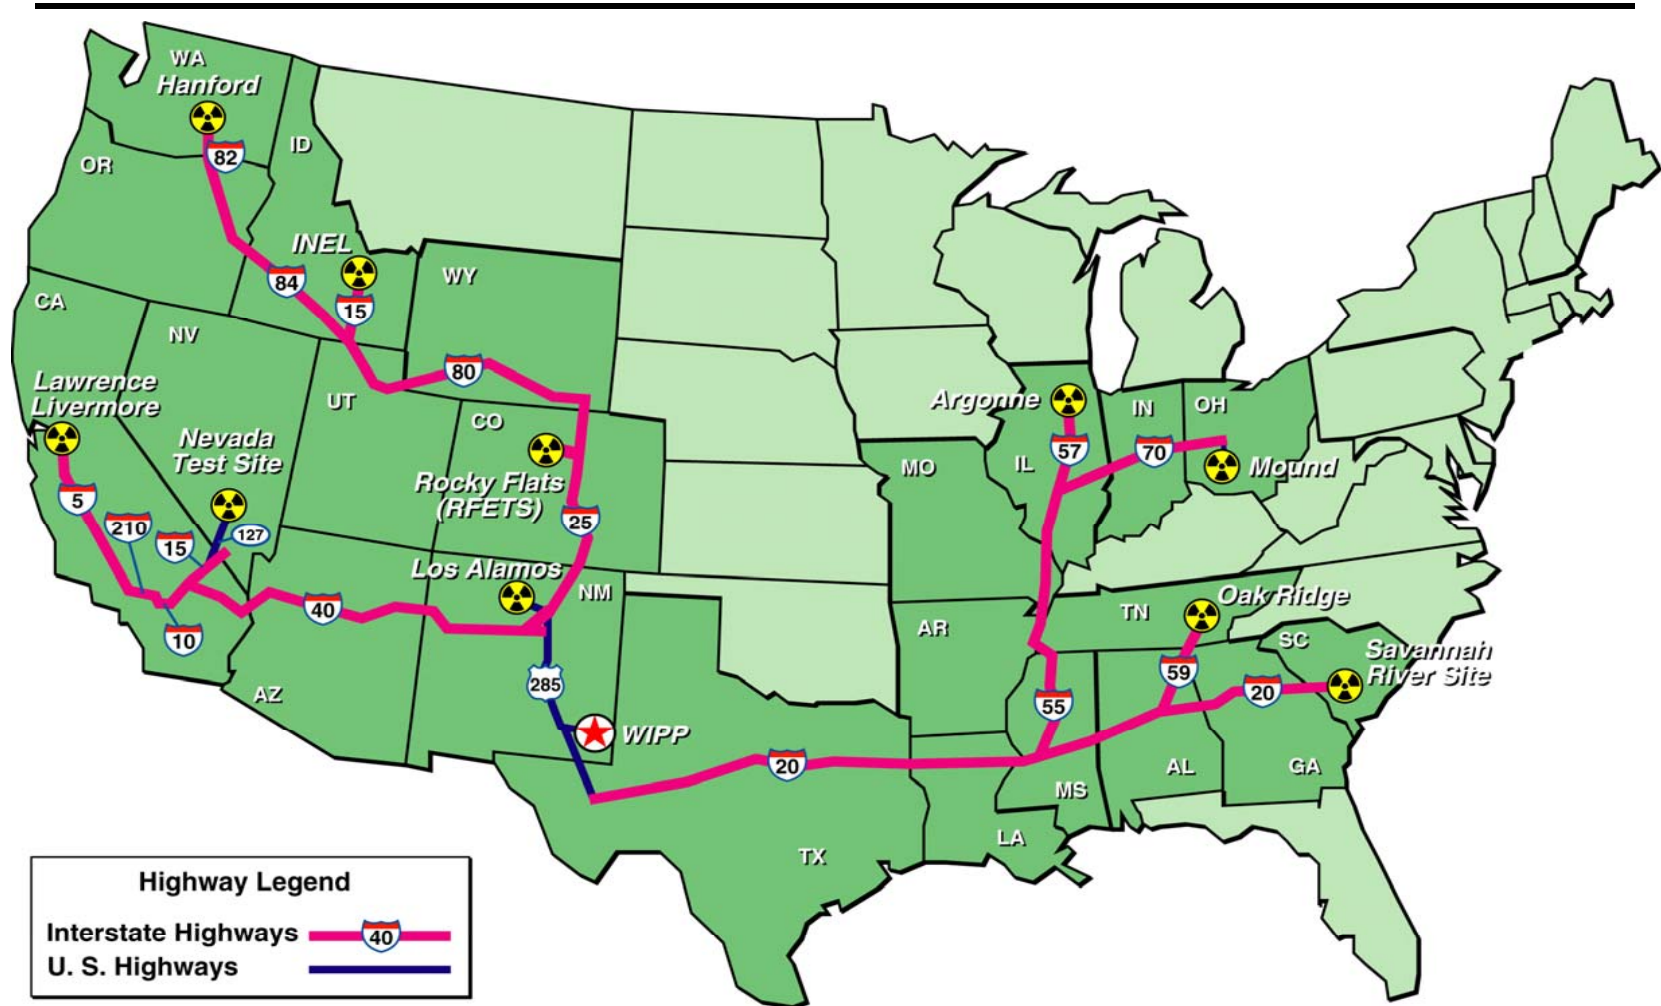 WA
Hanford
82
OR
ID
INEL
84
15
WY
CA
NV
80
Lawrence
Livermore
UT
CO
Nevada
Test Site
Rocky Flats
(RFETS)
25
5
210
15
127
Los Alamos
NM
40
10
AZ
285
WIPP
20
TX
Argonne
IN
OH
57
70
Mound
MO
IL
AR
TN
Oak Ridge
SC
Savannah
River Site
59
20
55
AL
GA
MS
LA
Highway Legend
Interstate Highways
40
U. S. Highways